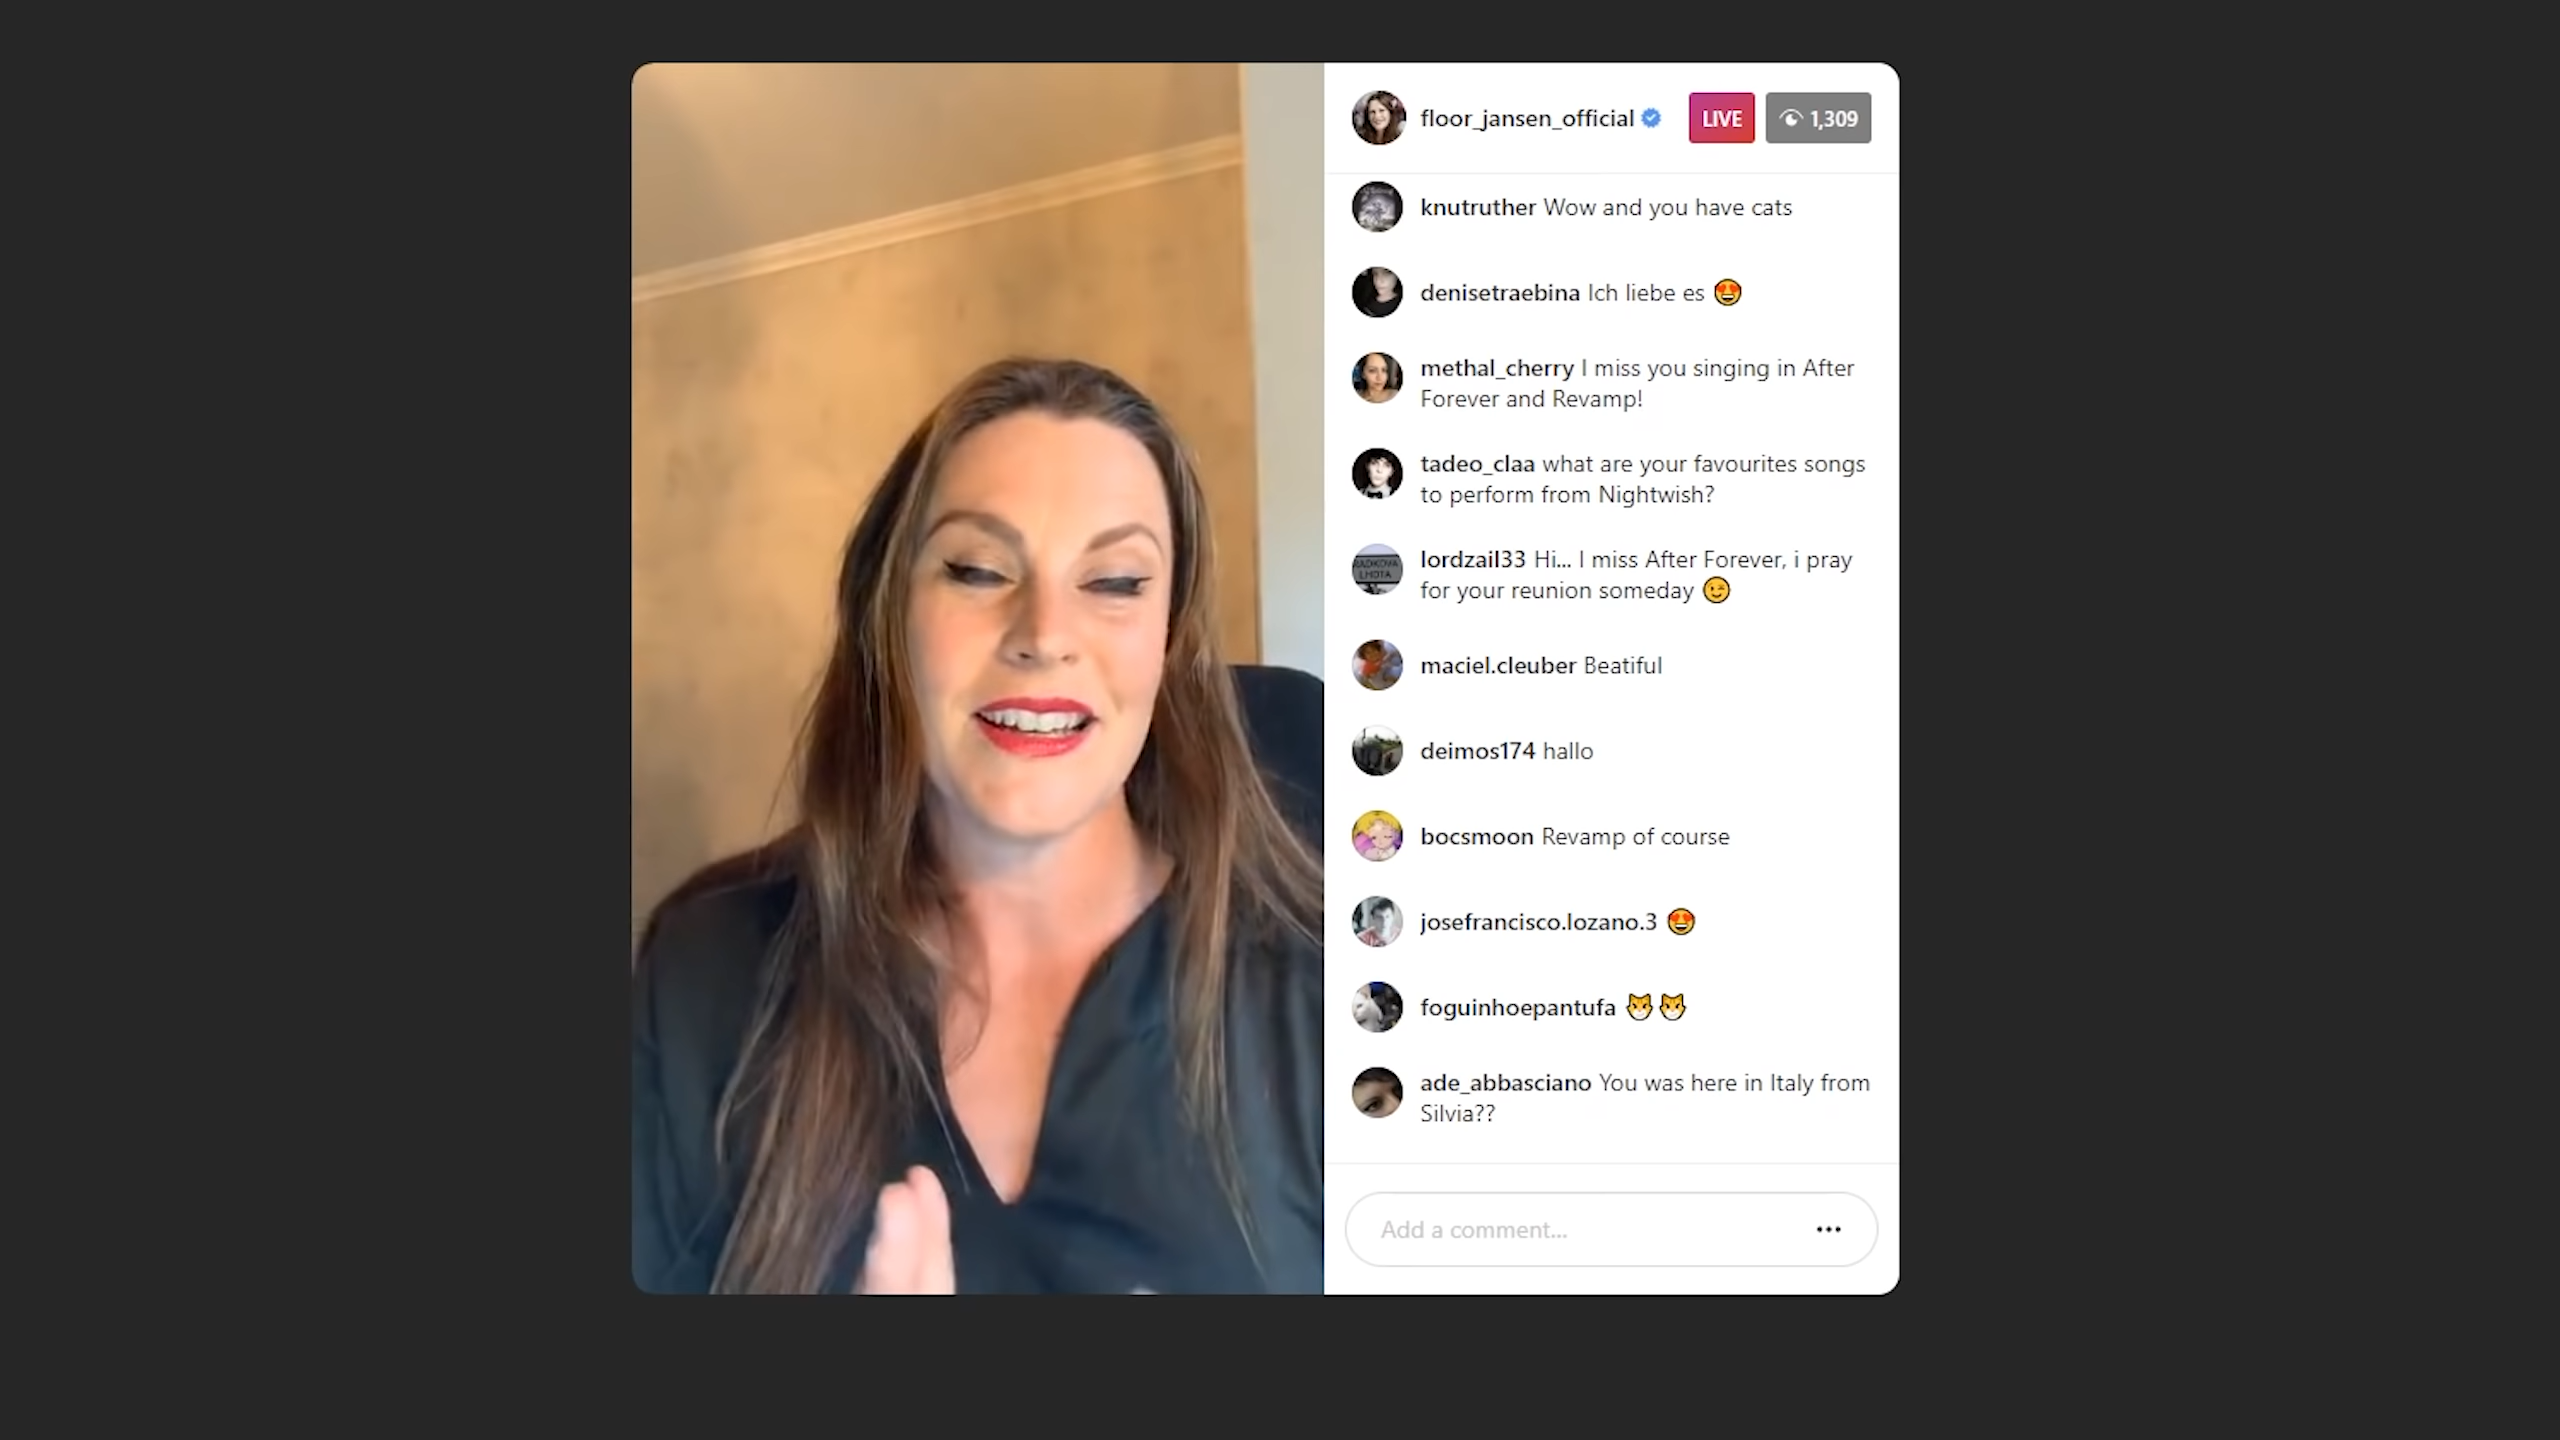 floor_jansen_official LIVE 1,309
knutruther Wow and you have cats
denisetraebina Ich liebe es 😍
methal_cherry I miss you singing in After
Forever and Revamp!
tadeo_claa what are your favourites songs
to perform from Nightwish?
lordzail33 Hi... I miss After Forever, i pray
for your reunion someday 😉
maciel.cleuber Beatiful
deimos174 hallo
bocsmoon Revamp of course
josefrancisco.lozano.3 😍
foguinhoepantufa 😼😼
ade_abbasciano You was here in Italy from
Silvia??
Add a comment...